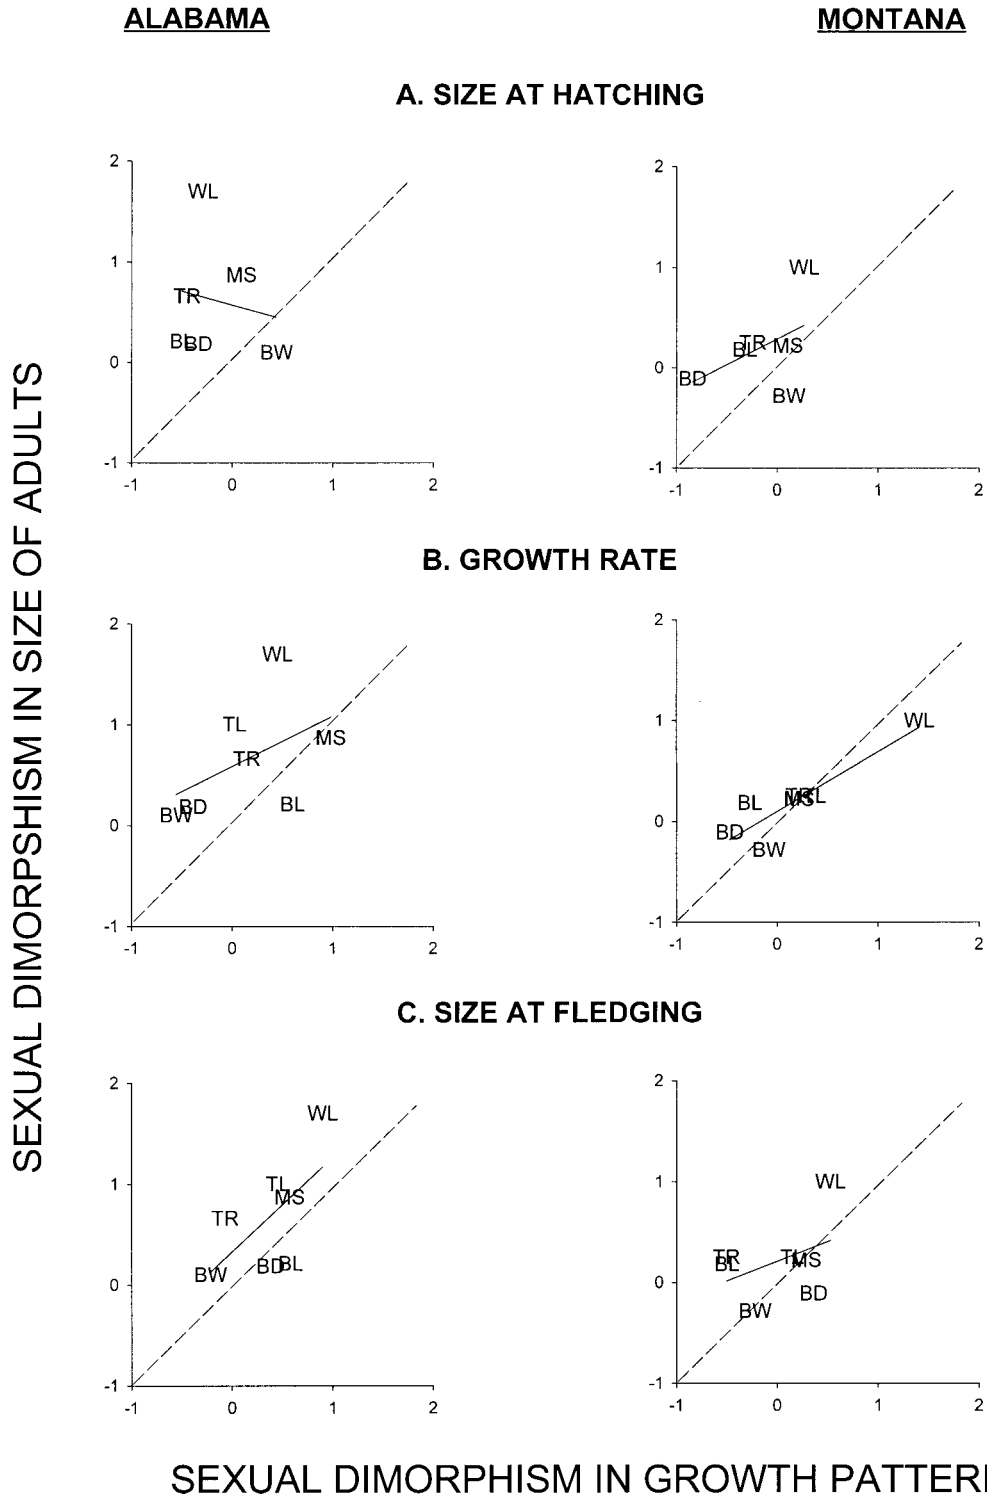 ALABAMA
MONTANA
A. SIZE AT HATCHING
2
WL
MS
1
TR
BL
BD
BW
0
-1
-1
0
1
2
2
WL
1
TR
BL
MS
BD
0
BW
-1
-1
0
1
2
B. GROWTH RATE
2
WL
TL
1
MS
TR
BD
BW
BL
0
-1
-1
0
1
2
2
WL
1
BL
TR
MS
TL
BD
0
BW
-1
-1
0
1
2
C. SIZE AT FLEDGING
2
WL
TL
MS
1
TR
BD
BL
BW
0
-1
-1
0
1
2
2
WL
1
TR
BL
TL
MS
BD
0
BW
-1
-1
0
1
2
SEXUAL DIMORPSHISM IN SIZE OF ADULTS
SEXUAL DIMORPHISM IN GROWTH PATTER